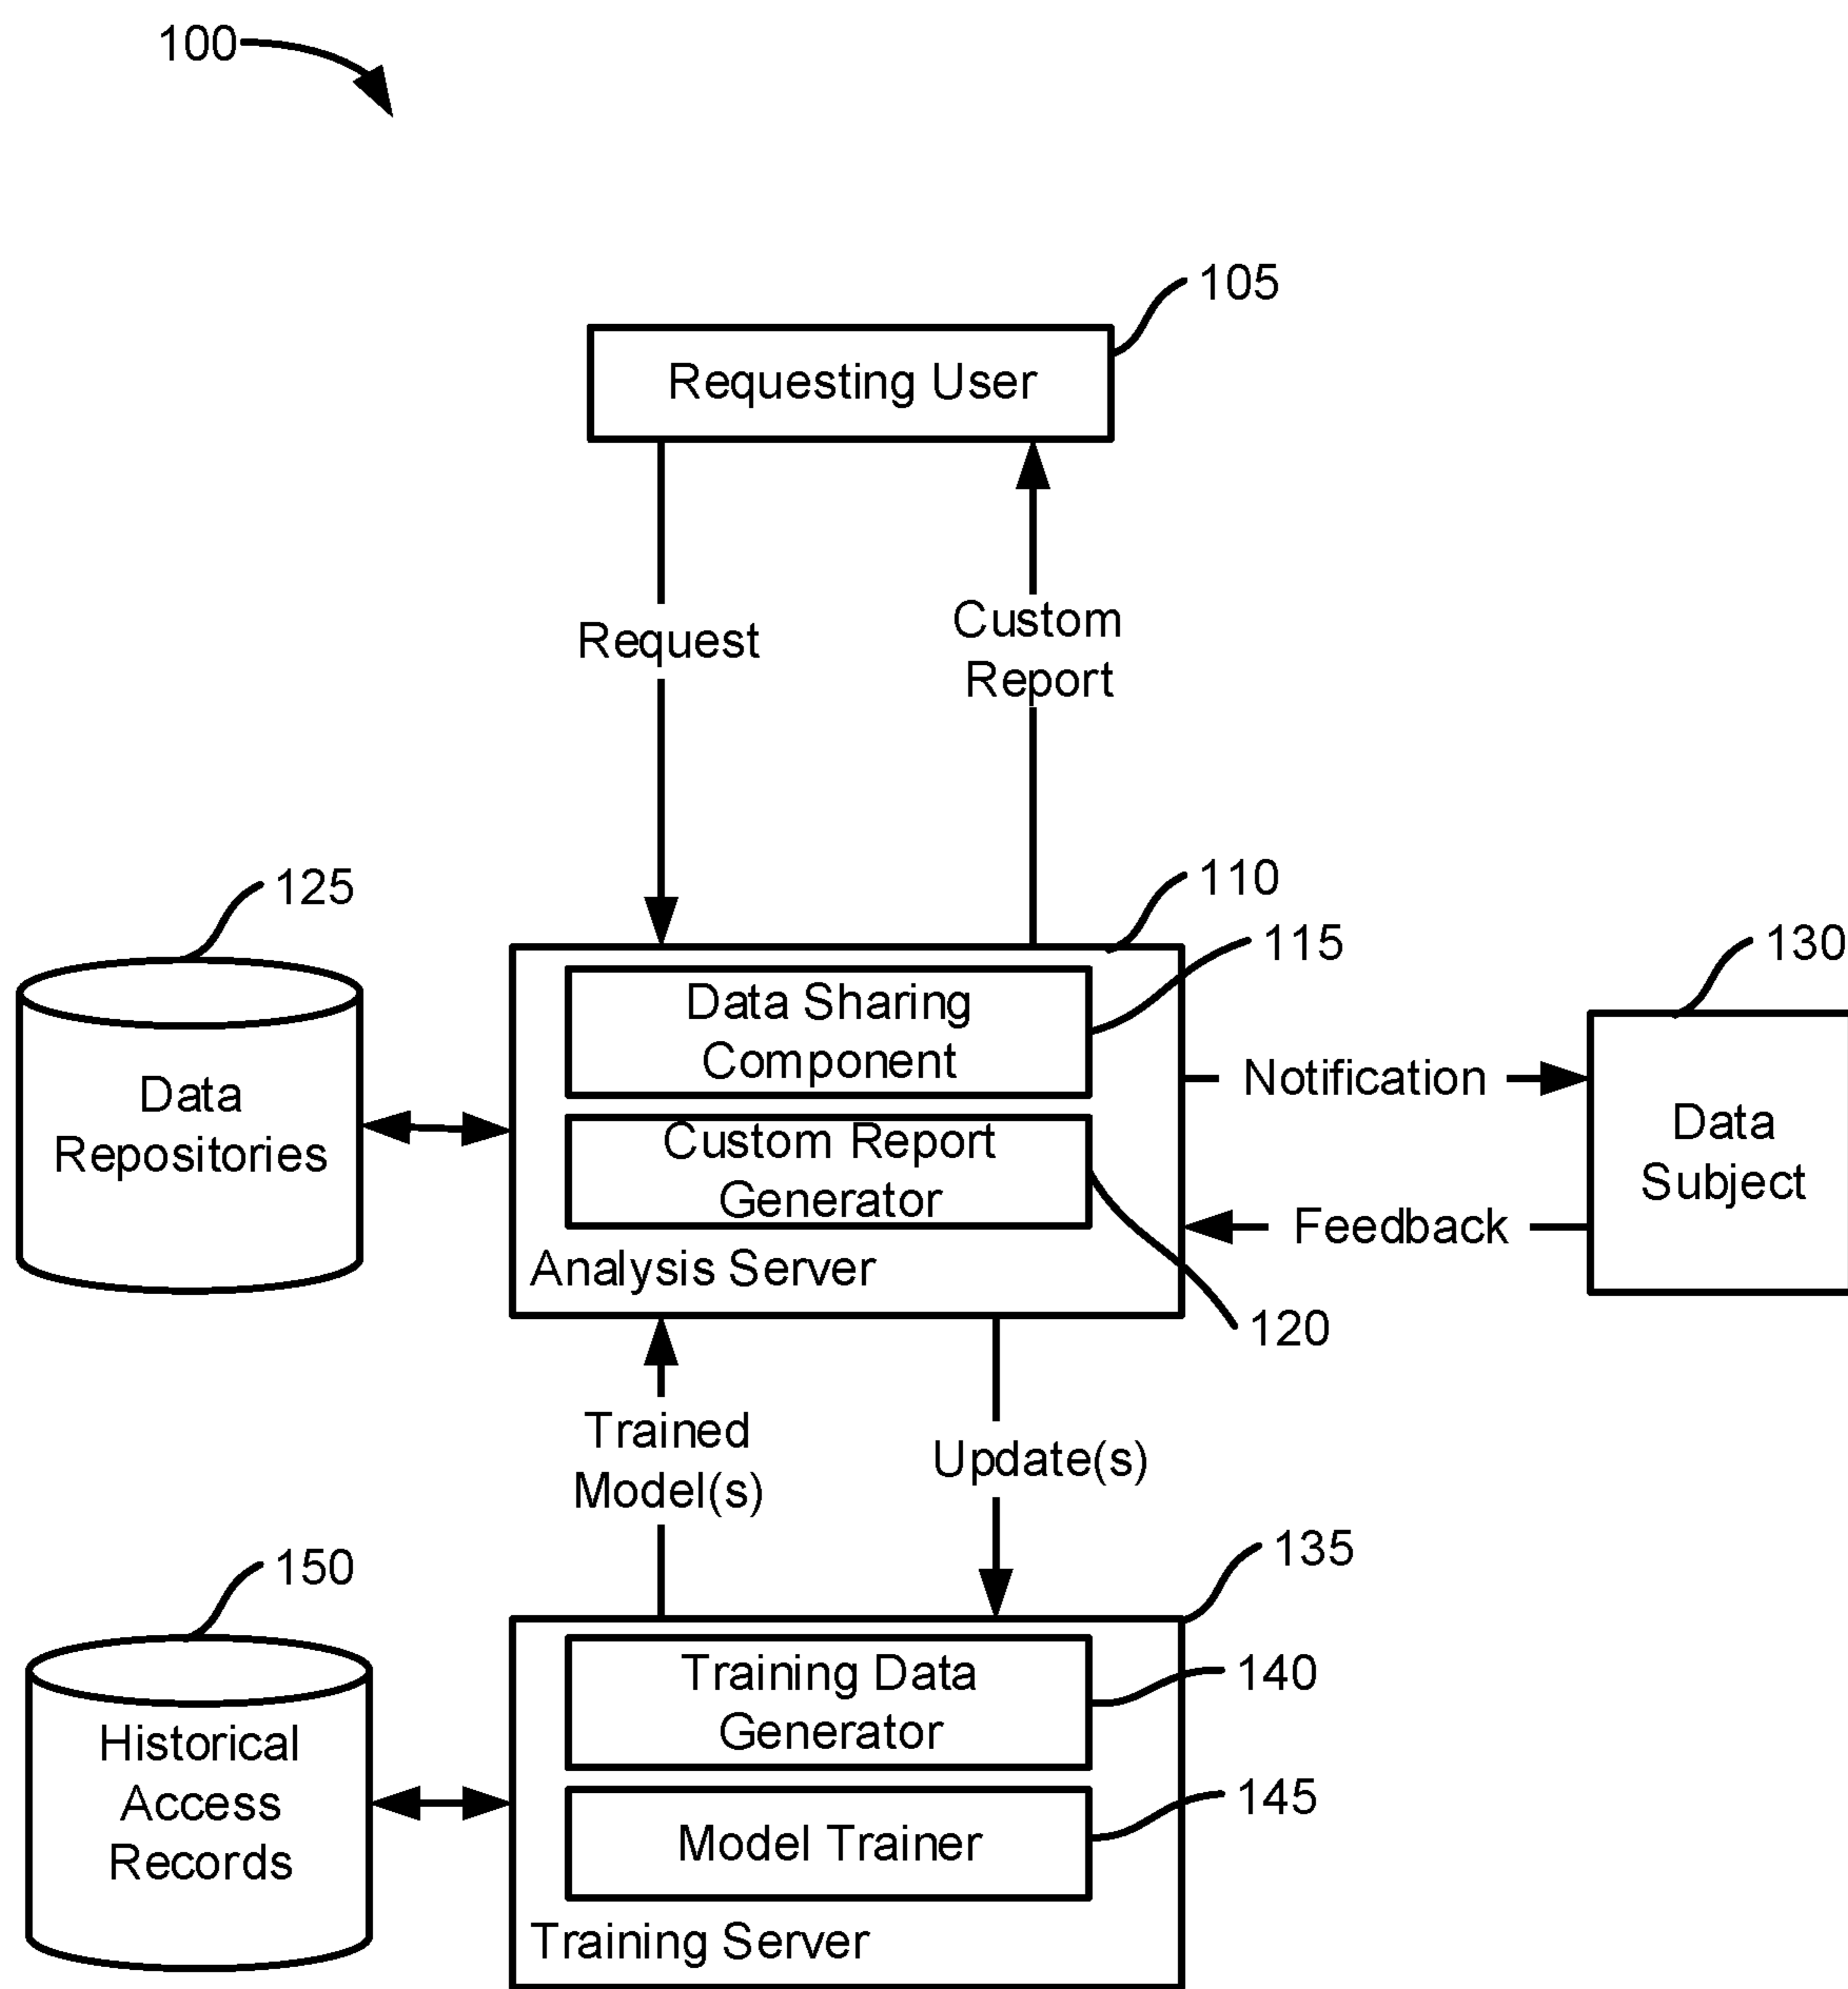 100
105
Requesting User
Request
Custom
Report
125
110
115
130
Data Sharing
Component
Data
Repositories
Notification
Data
Subject
Custom Report
Generator
Feedback
Analysis Server
120
Trained
Model(s)
Update(s)
150
135
Training Data
Generator
140
Historical
Access
Records
145
Model Trainer
Training Server